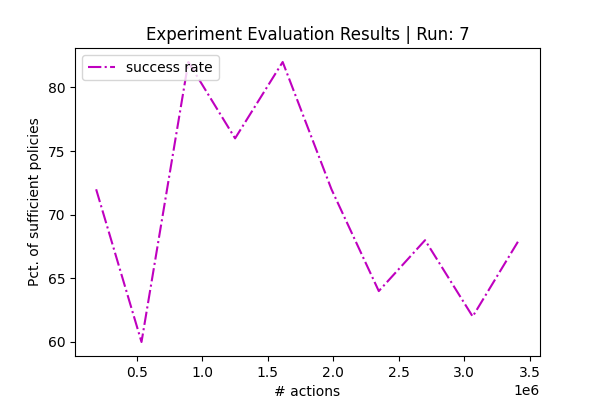 Experiment Evaluation Results | Run: 7
success rate
Pct. of sufficient policies
80
75
70
65
60
0.5 1.0 1.5 2.0 2.5 3.0 3.5
1e6
# actions